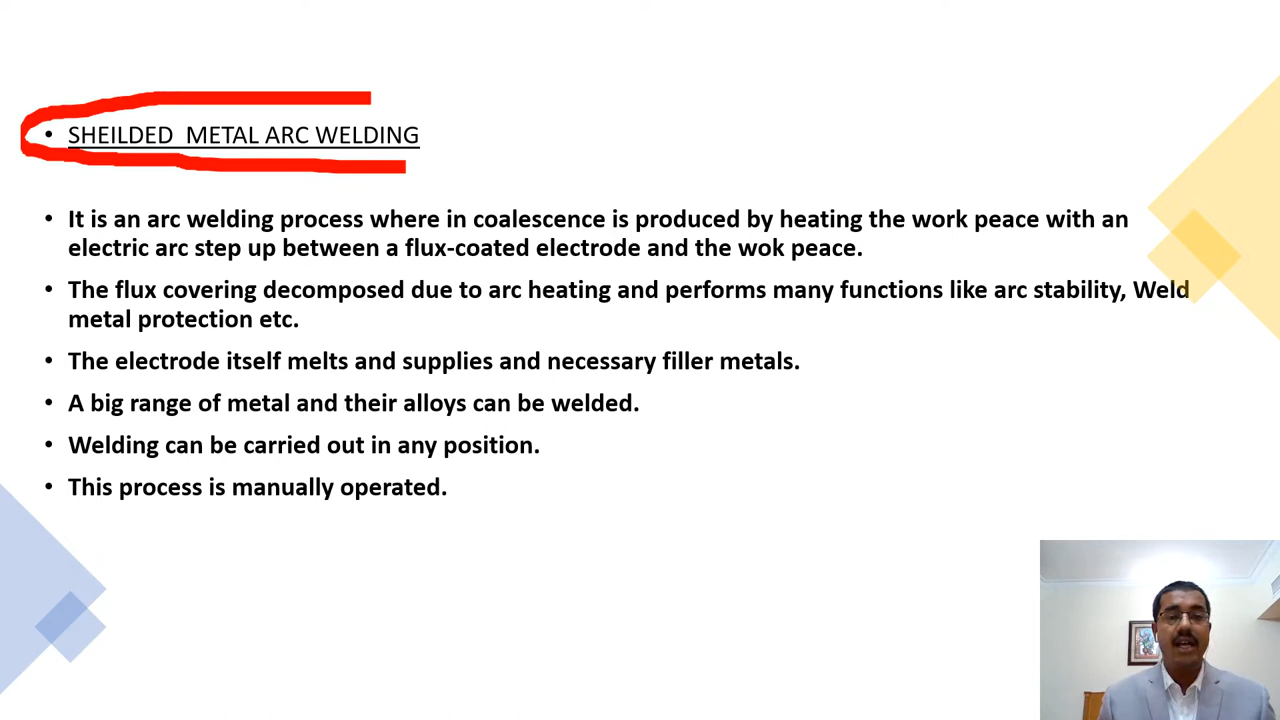 • SHEILDED METAL ARC WELDING
• It is an arc welding process where in coalescence is produced by heating the work peace with an
electric arc step up between a flux-coated electrode and the wok peace.
• The flux covering decomposed due to arc heating and performs many functions like arc stability, Weld
metal protection etc.
• The electrode itself melts and supplies and necessary filler metals.
• A big range of metal and their alloys can be welded.
• Welding can be carried out in any position.
• This process is manually operated.